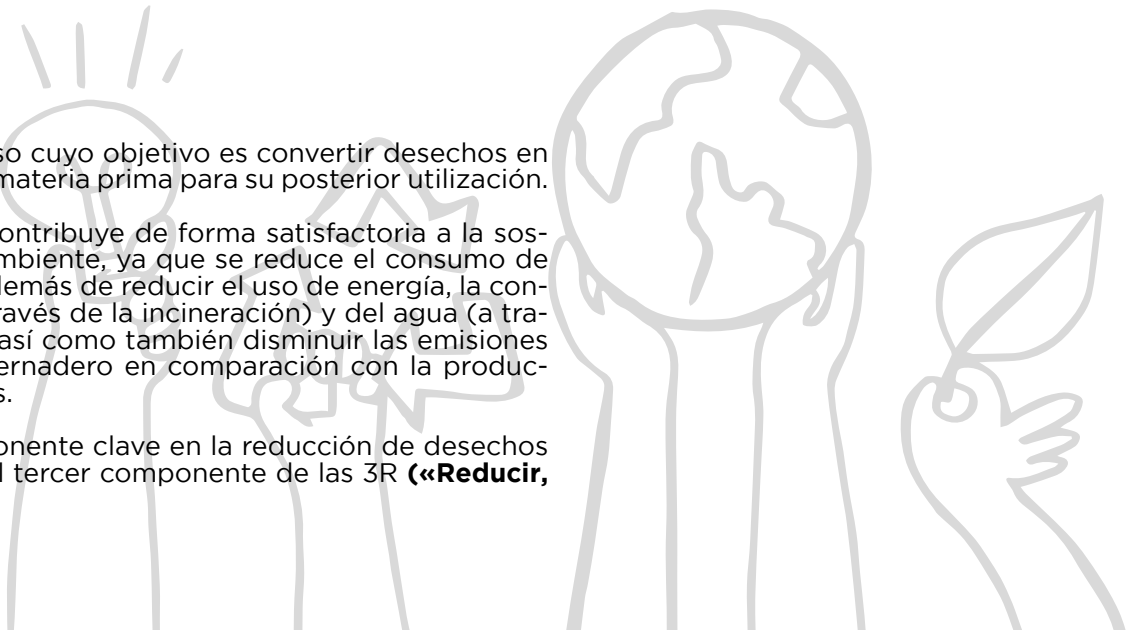 so cuyo objetivo es convertir desechos en
materia prima para su posterior utilización.
ontribuye de forma satisfactoria a la sos-
mbiente, ya que se reduce el consumo de
demás de reducir el uso de energía, la con-
ravés de la incineración) y del agua (a tra-
así como también disminuir las emisiones
ernadero en comparación con la produc-
s.
onente clave en la reducción de desechos
l tercer componente de las 3R («Reducir,